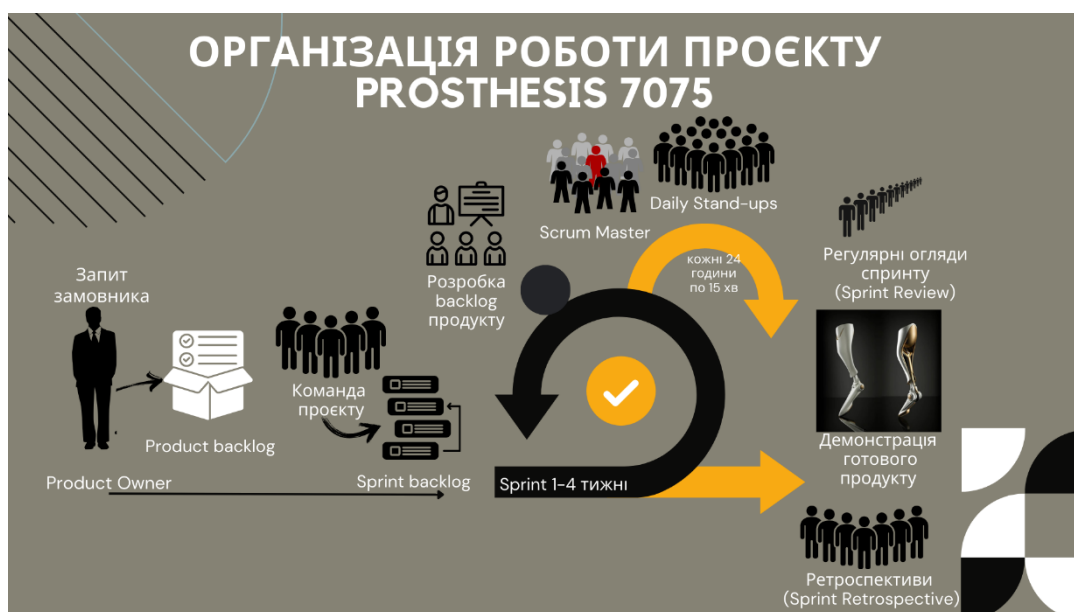 ОРГАНІЗАЦІЯ РОБОТИ ПРОЄКТУ
PROSTHESIS 7075
Запит
замовника
Product backlog
Product Owner
Команда
проєкту
Sprint backlog
Розробка
backlog
продукту
Scrum Master
Daily Stand-ups
кожні 24
години
по 15 хв
Sprint 1-4 тижні
Регулярні огляди
спринту
(Sprint Review)
Демонстрація
готового
продукту
Ретроспективи
(Sprint Retrospective)